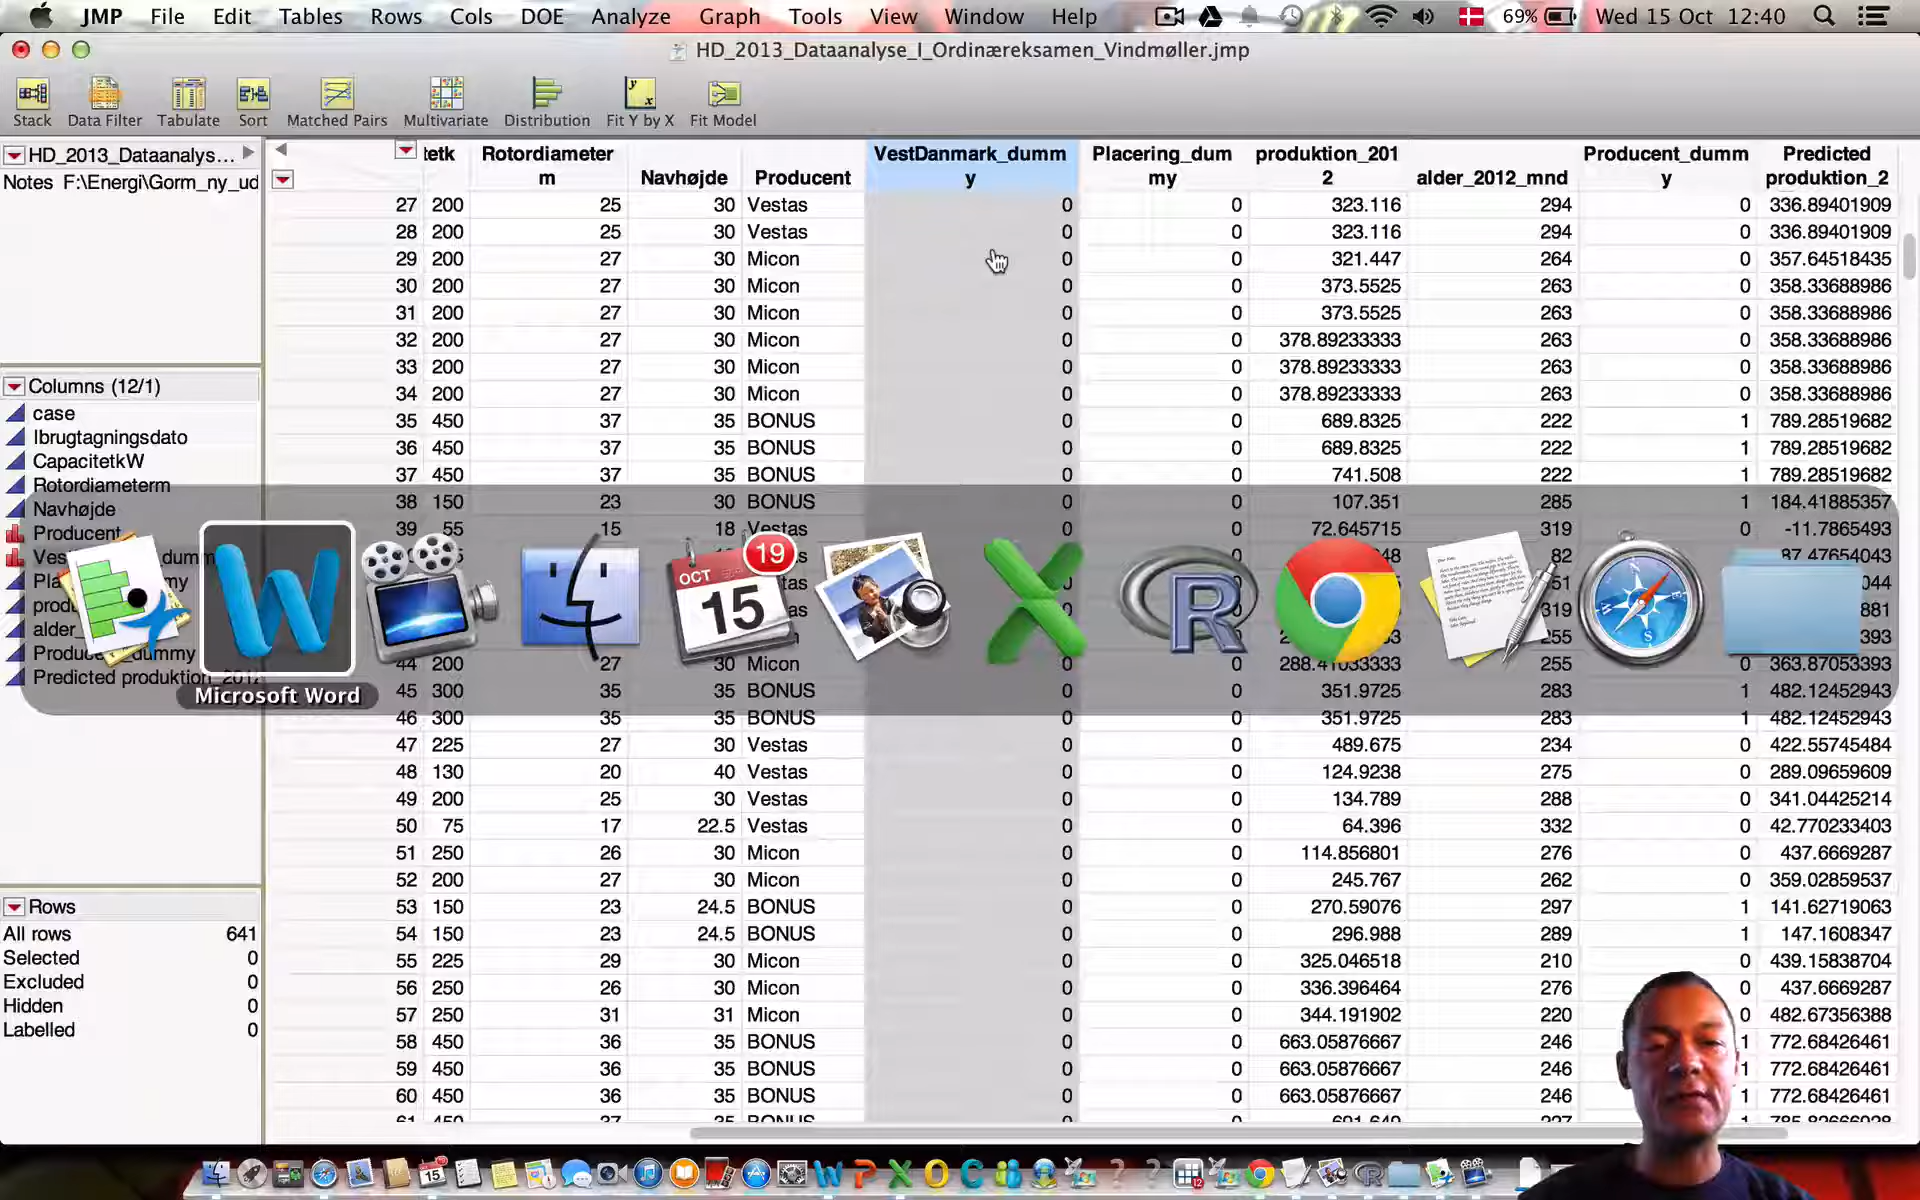 JMP File Edit Tables Rows Cols DOE Analyze Graph Tools View Window Help 69% Wed 15 Oct 12:40
HD_2013_Dataanalyse_I_Ordinæreksamen_Vindmøller.jmp
Stack Data Filter Tabulate Sort Matched Pairs Multivariate Distribution Fit Y by X Fit Model
HD_2013_Dataanalys...
Notes F:\Energi\Gorm_ny_ud
Columns (12/1)
case
Ibrugtagningsdato
CapacitetkW
Rotordiameterm
Navhøjde
Producent
Predicted produktion_2012
Microsoft Word
OCT
15
19
Rows
All rows 641
Selected 0
Excluded 0
Hidden 0
Labelled 0
tetk Rotordiameter VestDanmark_dumm Placering_dum produktion_201 Producent_dumm Predicted
m Navhøjde Producent y my 2 alder_2012_mnd y produktion_2
27 200 25 30 Vestas 0 0 323.116 294 0 336.89401909
28 200 25 30 Vestas 0 0 323.116 294 0 336.89401909
29 200 27 30 Micon 0 0 321.447 264 0 357.64518435
30 200 27 30 Micon 0 0 373.5525 263 0 358.33688986
31 200 27 30 Micon 0 0 373.5525 263 0 358.33688986
32 200 27 30 Micon 0 0 378.89233333 263 0 358.33688986
33 200 27 30 Micon 0 0 378.89233333 263 0 358.33688986
34 200 27 30 Micon 0 0 378.89233333 263 0 358.33688986
35 450 37 35 BONUS 0 0 689.8325 222 1 789.28519682
36 450 37 35 BONUS 0 0 689.8325 222 1 789.28519682
37 450 37 35 BONUS 0 0 741.508 222 1 789.28519682
38 150 23 30 BONUS 0 0 107.351 285 1 184.41885357
39 55 15 18 Vestas 0 0 72.645715 319 0 -11.7865493
44 200 27 30 Micon 0 0 288.41033333 255 0 363.87053393
45 300 35 35 BONUS 0 0 351.9725 283 1 482.12452943
46 300 35 35 BONUS 0 0 351.9725 283 1 482.12452943
47 225 27 30 Vestas 0 0 489.675 234 0 422.55745484
48 130 20 40 Vestas 0 0 124.9238 275 0 289.09659609
49 200 25 30 Vestas 0 0 134.789 288 0 341.04425214
50 75 17 22.5 Vestas 0 0 64.396 332 0 42.770233403
51 250 26 30 Micon 0 0 114.856801 276 0 437.6669287
52 200 27 30 Micon 0 0 245.767 262 0 359.02859537
53 150 23 24.5 BONUS 0 0 270.59076 297 1 141.62719063
54 150 23 24.5 BONUS 0 0 296.988 289 1 147.1608347
55 225 29 30 Micon 0 0 325.046518 210 0 439.15838704
56 250 26 30 Micon 0 0 336.396464 276 0 437.6669287
57 250 31 31 Micon 0 0 344.191902 220 0 482.67356388
58 450 36 35 BONUS 0 0 663.05876667 246 1 772.68426461
59 450 36 35 BONUS 0 0 663.05876667 246 1 772.68426461
60 450 36 35 BONUS 0 0 663.05876667 246 1 772.68426461